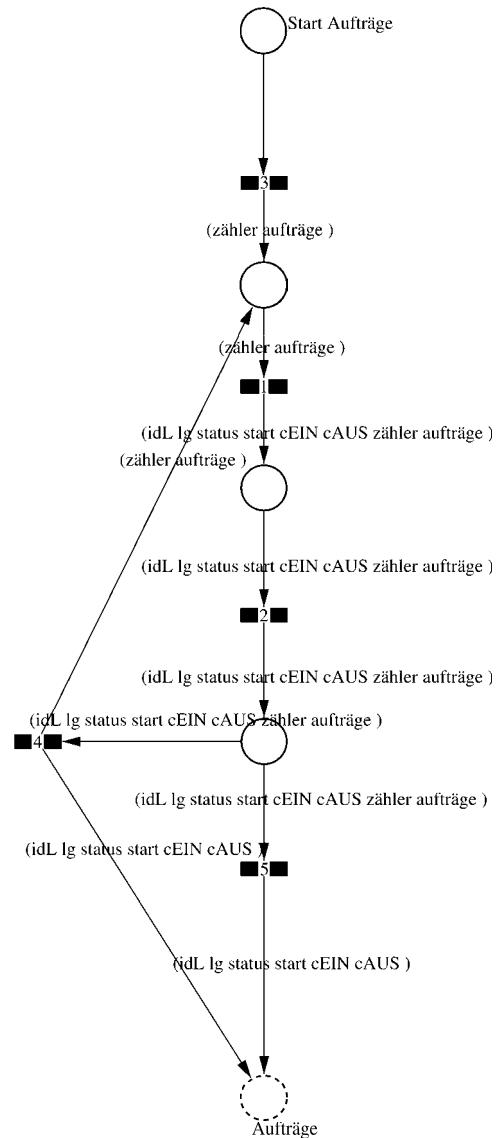 Start Aufträge
3
(zähler aufträge )
(zähler aufträge )
1
(idL lg status start cEIN cAUS zähler aufträge )
(zähler aufträge )
(idL lg status start cEIN cAUS zähler aufträge )
2
(idL lg status start cEIN cAUS zähler aufträge )
(idL lg status start cEIN cAUS zähler aufträge )
4
(idL lg status start cEIN cAUS zähler aufträge )
(idL lg status start cEIN cAUS )
5
(idL lg status start cEIN cAUS )
Aufträge